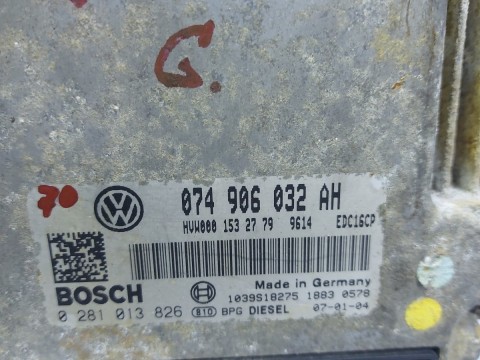 G.
70
074 906 032 AH
HVW000 153 27 79 9614 EDC16CP
Made in Germany
BOSCH
1039S18275 1883 0578
0 281 013 826 810 BPG DIESEL 07-01-04